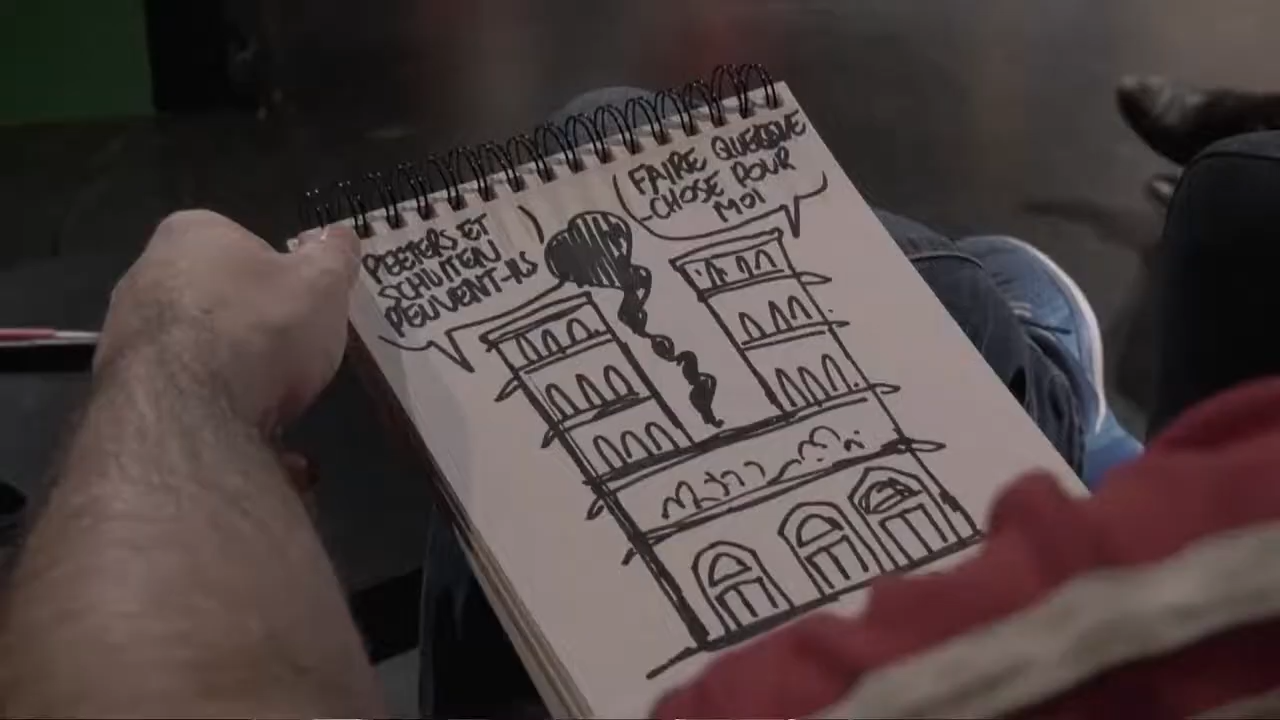 PEETERS ET
SCHUITEN
PEUVENT-ILS
FAIRE QUELQUE
CHOSE POUR
MOI